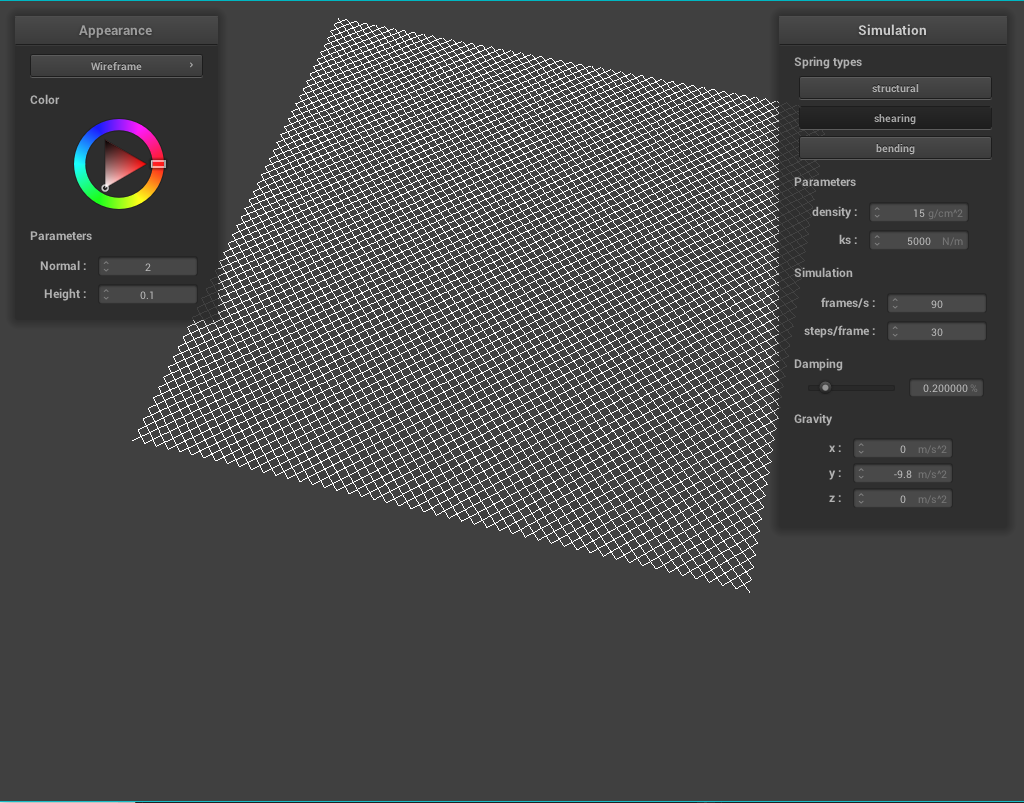 Appearance
Wireframe
Color
Parameters
Normal : 2
Height : 0.1
Simulation
Spring types
structural
shearing
bending
Parameters
density : 15 g/cm^2
ks : 5000 N/m
Simulation
frames/s : 90
steps/frame : 30
Damping
0.200000 %
Gravity
x : 0 m/s^2
y : -9.8 m/s^2
z : 0 m/s^2